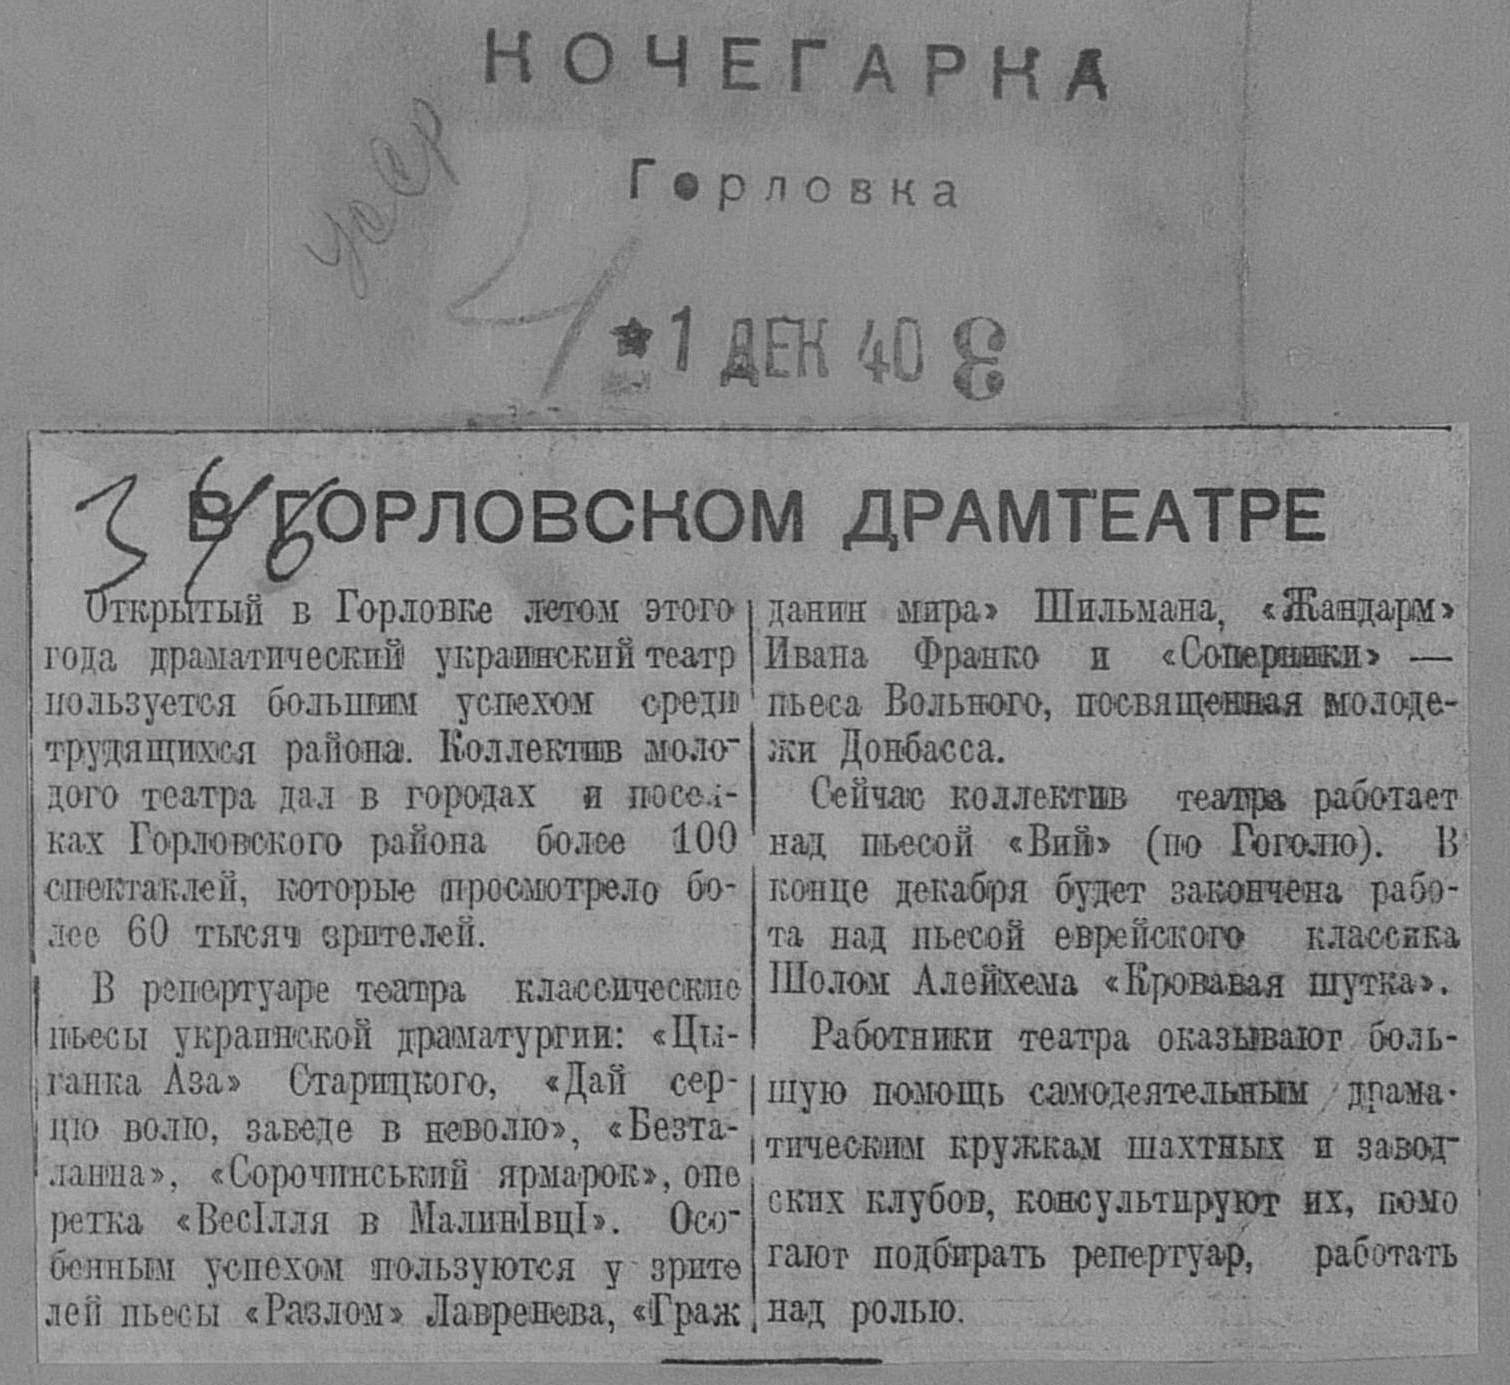 КОЧЕГАРКА
Горловка
УССР
★1 ДЕК 40
В ГОРЛОВСКОМ ДРАМТЕАТРЕ
Открытый в Горловке летом этого
года драматический украинский театр
пользуется большим успехом среди
трудящихся района. Коллектив моло-
дого театра дал в городах и посел-
ках Горловского района более 100
спектаклей, которые просмотрело бо-
лее 60 тысяч зрителей.
В репертуаре театра классические
пьесы украинской драматургии: «Цы-
ганка Аза» Старицкого, «Дай сер-
цю волю, заведе в неволю», «Безта-
ланна», «Сорочинський ярмарок», опе
ретка «ВесІлля в МалинІвцІ». Осо-
бенным успехом пользуются у зрите
лей пьесы «Разлом» Лавренева, «Граж
данин мира» Шильмана, «Жандарм»
Ивана Франко и «Соперники» —
пьеса Вольного, посвященная молоде-
жи Донбасса.
Сейчас коллектив театра работает
над пьесой «Вий» (по Гоголю). В
конце декабря будет закончена рабо-
та над пьесой еврейского классика
Шолом Алейхема «Кровавая шутка».
Работники театра оказывают боль-
шую помощь самодеятельным драма-
тическим кружкам шахтных и завод-
ских клубов, консультируют их, помо
гают подбирать репертуар, работать
над ролью.